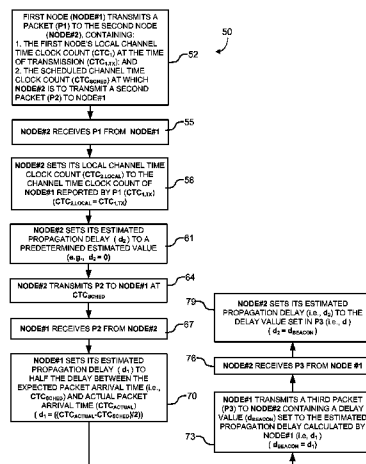 FIRST NODE (NODE#1) TRANSMITS A
PACKET (P1) TO THE SECOND NODE
(NODE#2), CONTAINING:
1. THE FIRST NODE'S LOCAL CHANNEL
TIME CLOCK COUNT (CTC1) AT THE TIME
OF TRANSMISSION (CTC1,TX); AND
2. THE SCHEDULED CHANNEL TIME
CLOCK COUNT (CTCSCHED) AT WHICH
NODE#2 IS TO TRANSMIT A SECOND
PACKET (P2) TO NODE#1
52
50
NODE#2 RECEIVES P1 FROM NODE#1
55
NODE#2 SETS ITS LOCAL CHANNEL TIME
CLOCK COUNT (CTC2,LOCAL) TO THE
CHANNEL TIME CLOCK COUNT OF
NODE#1 REPORTED BY P1 (CTC1,TX)
(CTC2,LOCAL = CTC1,TX)
58
NODE#2 SETS ITS ESTIMATED
PROPAGATION DELAY ( d2 ) TO A
PREDETERMINED ESTIMATED VALUE
(e.g., d2 = 0)
61
NODE#2 TRANSMITS P2 TO NODE#1 AT
CTCSCHED
64
NODE#1 RECEIVES P2 FROM NODE#2
67
NODE#1 SETS ITS ESTIMATED
PROPAGATION DELAY ( d1 ) TO
HALF THE DELAY BETWEEN THE
EXPECTED PACKET ARRIVAL TIME (i.e.,
CTCSCHED) AND ACTUAL PACKET
ARRIVAL TIME (CTCACTUAL)
( d1 = {(CTCACTUAL-CTCSCHED)/2})
70
NODE#1 TRANSMITS A THIRD PACKET
(P3) TO NODE#2 CONTAINING A DELAY
VALUE (dBEACON) SET TO THE ESTIMATED
PROPAGATION DELAY CALCULATED BY
NODE#1 (i.e, d1 )
( dBEACON = d1)
73
NODE#2 RECEIVES P3 FROM NODE #1
76
NODE#2 SETS ITS ESTIMATED
PROPAGATION DELAY (i.e., d2) TO THE
DELAY VALUE SET IN P3 (i.e., d )
( d2 = dBEACON )
79